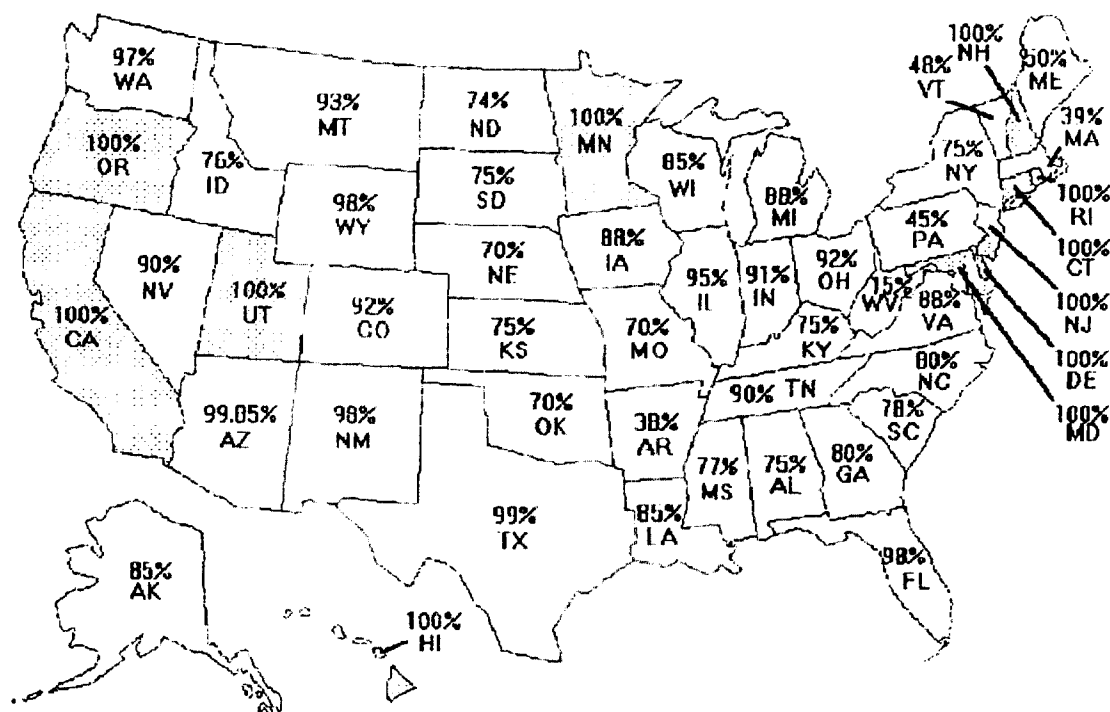 97%
WA
100%
OR
76%
ID
93%
MT
74%
ND
100%
MN
75%
SD
98%
WY
90%
NV
100%
UT
100%
CA
92%
CO
70%
NE
75%
KS
88%
IA
85%
WI
88%
MI
95%
IL
91%
IN
92%
OH
70%
MO
75%
KY
15%
WV
88%
VA
45%
PA
75%
NY
48%
VT
100%
NH
50%
ME
39%
MA
100%
RI
100%
CT
100%
NJ
100%
DE
100%
MD
80%
NC
90% TN
78%
SC
99.85%
AZ
98%
NM
70%
OK
38%
AR
77%
MS
75%
AL
80%
GA
99%
TX
85%
LA
98%
FL
85%
AK
100%
HI